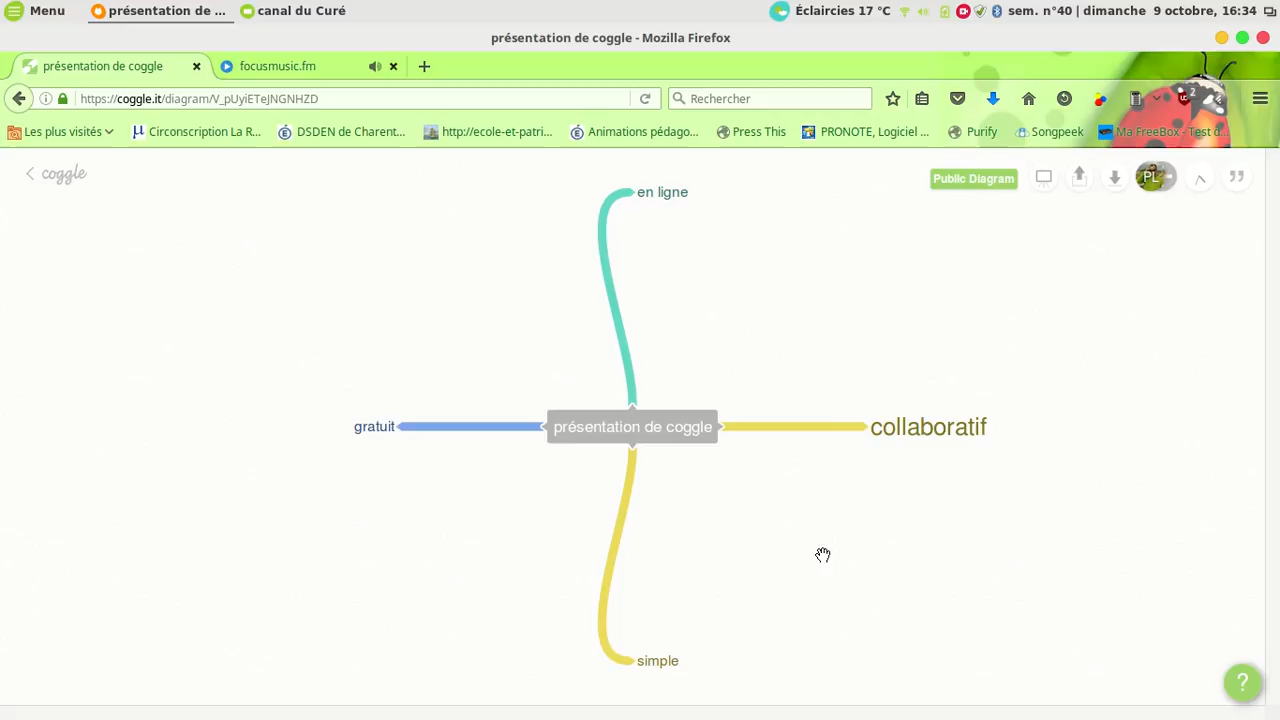 Menu présentation de ... canal du Curé Éclaircies 17 °C sem. n°40 | dimanche 9 octobre, 16:34
présentation de coggle - Mozilla Firefox
présentation de coggle focusmusic.fm
https://coggle.it/diagram/V_pUyiETeJNGNHZD Rechercher 2
Les plus visités Circonscription La R... DSDEN de Charent... http://ecole-et-patri... Animations pédago... Press This PRONOTE, Logiciel ... Purify Songpeek Ma FreeBox - Test d...
coggle Public Diagram PL
en ligne
gratuit présentation de coggle collaboratif
simple
?